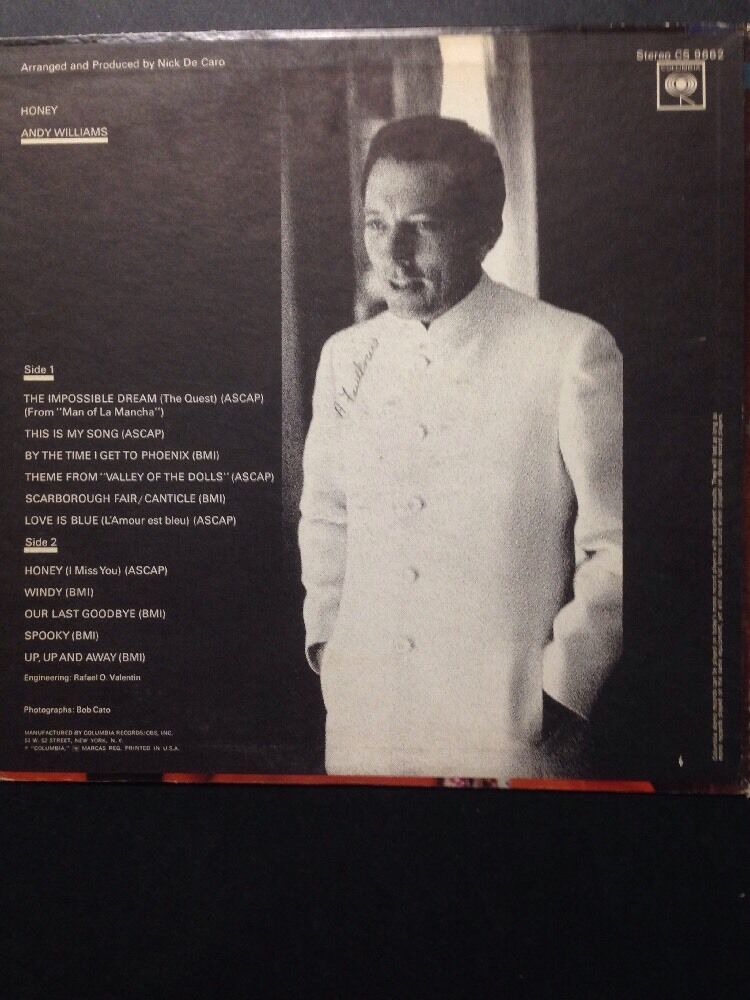 Arranged and Produced by Nick De Caro
Stereo CS 9662
COLUMBIA
HONEY
ANDY WILLIAMS
Side 1
THE IMPOSSIBLE DREAM (The Quest) (ASCAP)
(From "Man of La Mancha")
THIS IS MY SONG (ASCAP)
BY THE TIME I GET TO PHOENIX (BMI)
THEME FROM "VALLEY OF THE DOLLS" (ASCAP)
SCARBOROUGH FAIR/CANTICLE (BMI)
LOVE IS BLUE (L'Amour est bleu) (ASCAP)
Side 2
HONEY (I Miss You) (ASCAP)
WINDY (BMI)
OUR LAST GOODBYE (BMI)
SPOOKY (BMI)
UP, UP AND AWAY (BMI)
Engineering: Rafael O. Valentin
Photographs: Bob Cato
MANUFACTURED BY COLUMBIA RECORDS/CBS, INC.
51 W. 52 STREET, NEW YORK, N.Y.
® "COLUMBIA," MARCAS REG. PRINTED IN U.S.A.